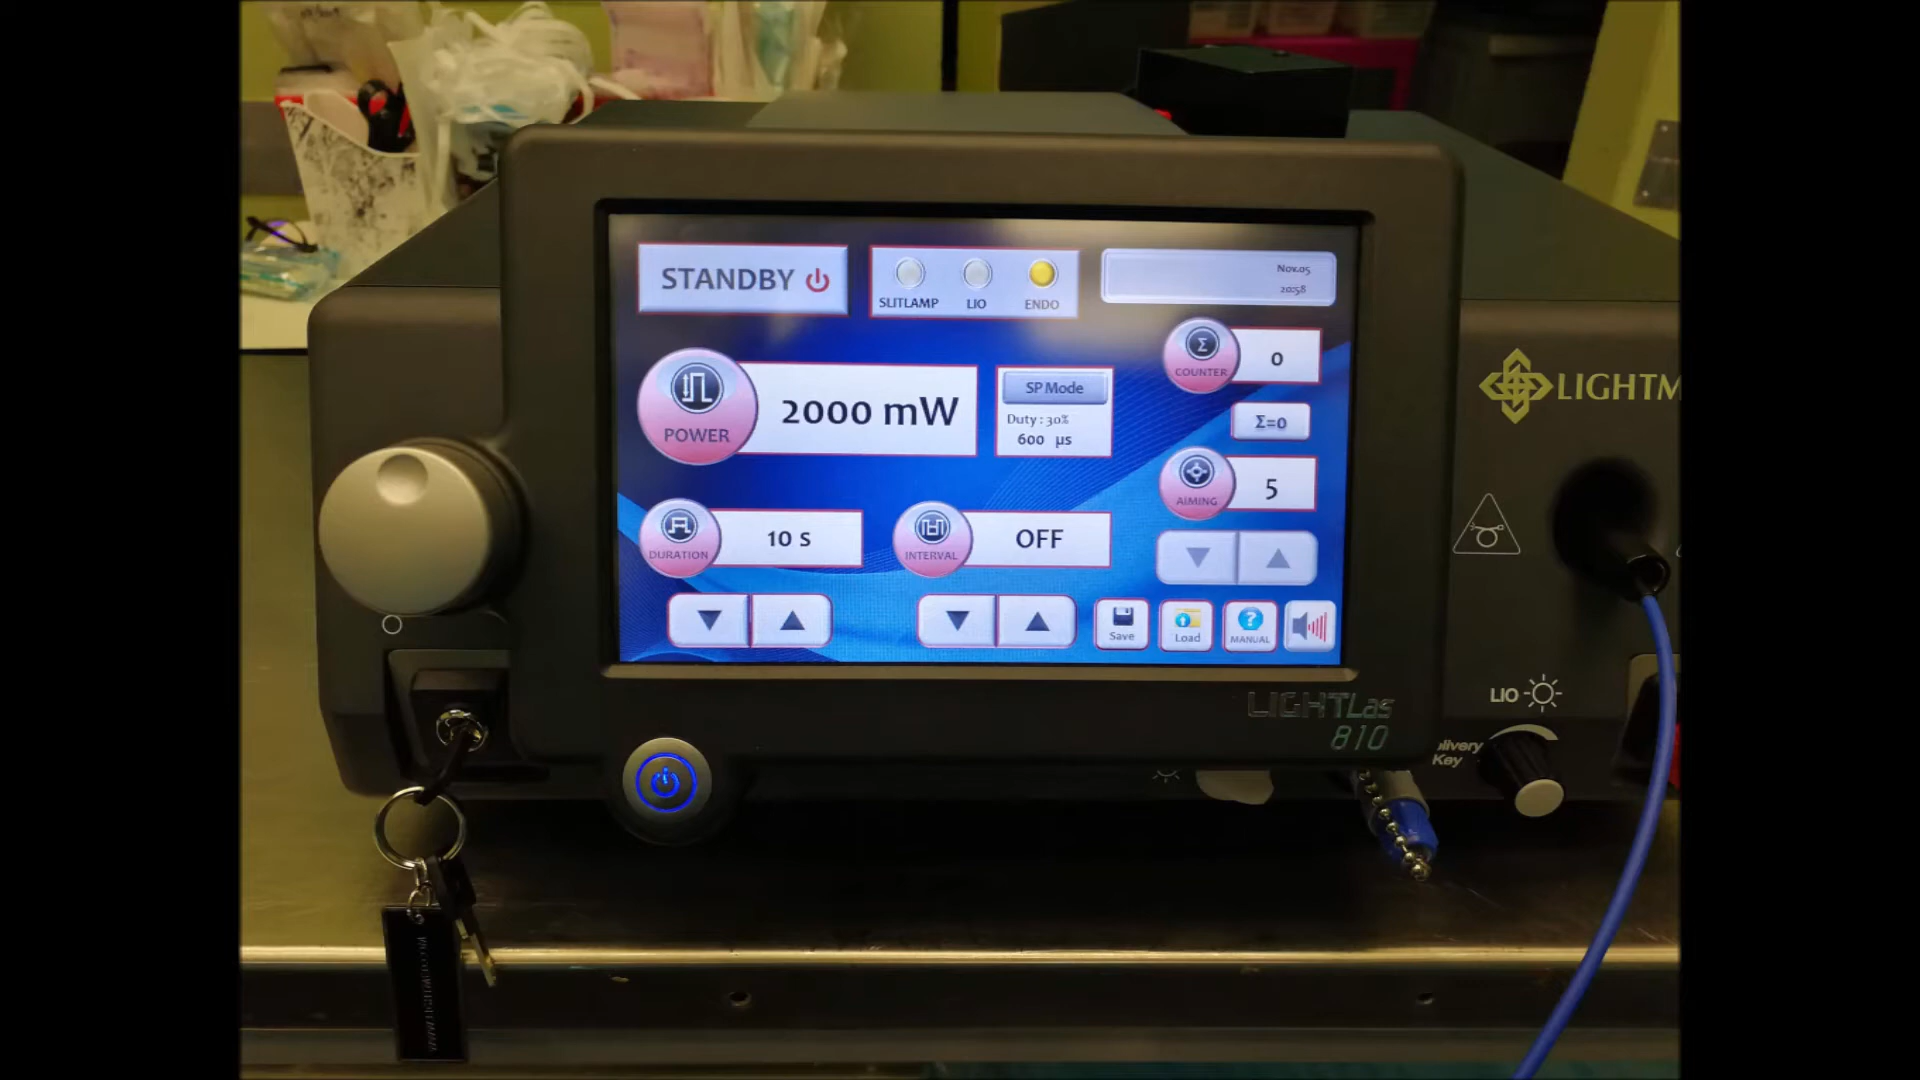 STANDBY
SLITLAMP
LIO
ENDO
Nov.05
20:58
POWER
2000 mW
SP Mode
Duty : 30%
600 µs
Σ
COUNTER
0
Σ=0
AIMING
5
DURATION
10 S
INTERVAL
OFF
Save
Load
?
MANUAL
LIGHTLas
810
LIGHTM
LIO
Key